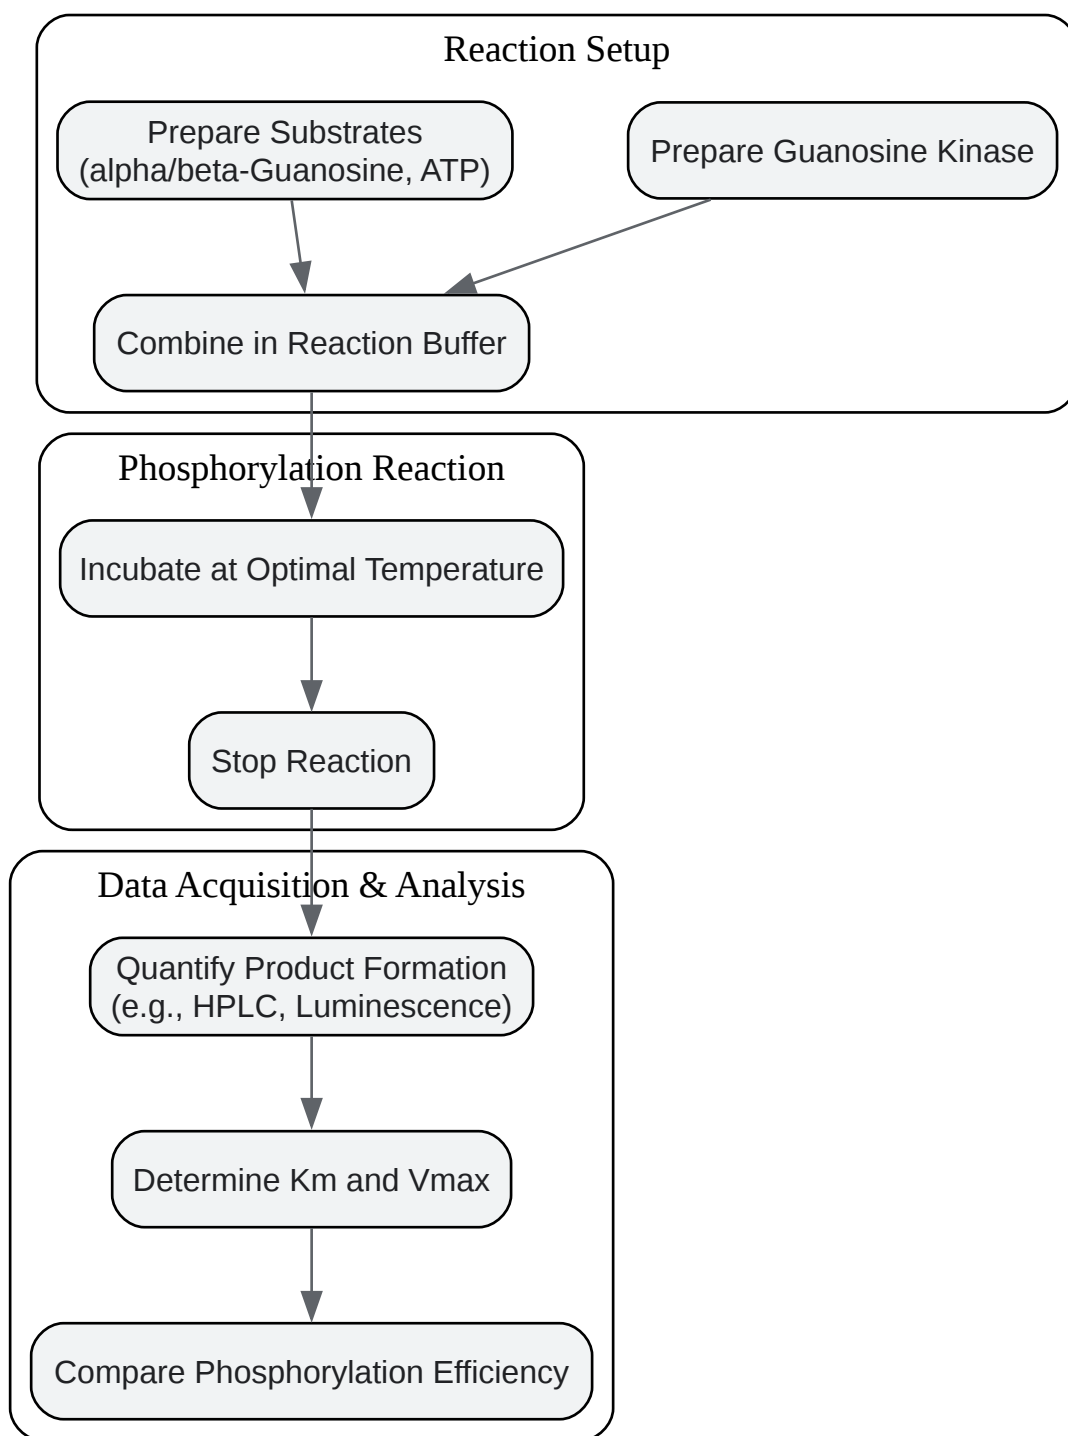 Reaction Setup
Prepare Substrates
(alpha/beta-Guanosine, ATP)
Prepare Guanosine Kinase
Combine in Reaction Buffer
Phosphorylation Reaction
Incubate at Optimal Temperature
Stop Reaction
Data Acquisition & Analysis
Quantify Product Formation
(e.g., HPLC, Luminescence)
Determine Km and Vmax
Compare Phosphorylation Efficiency